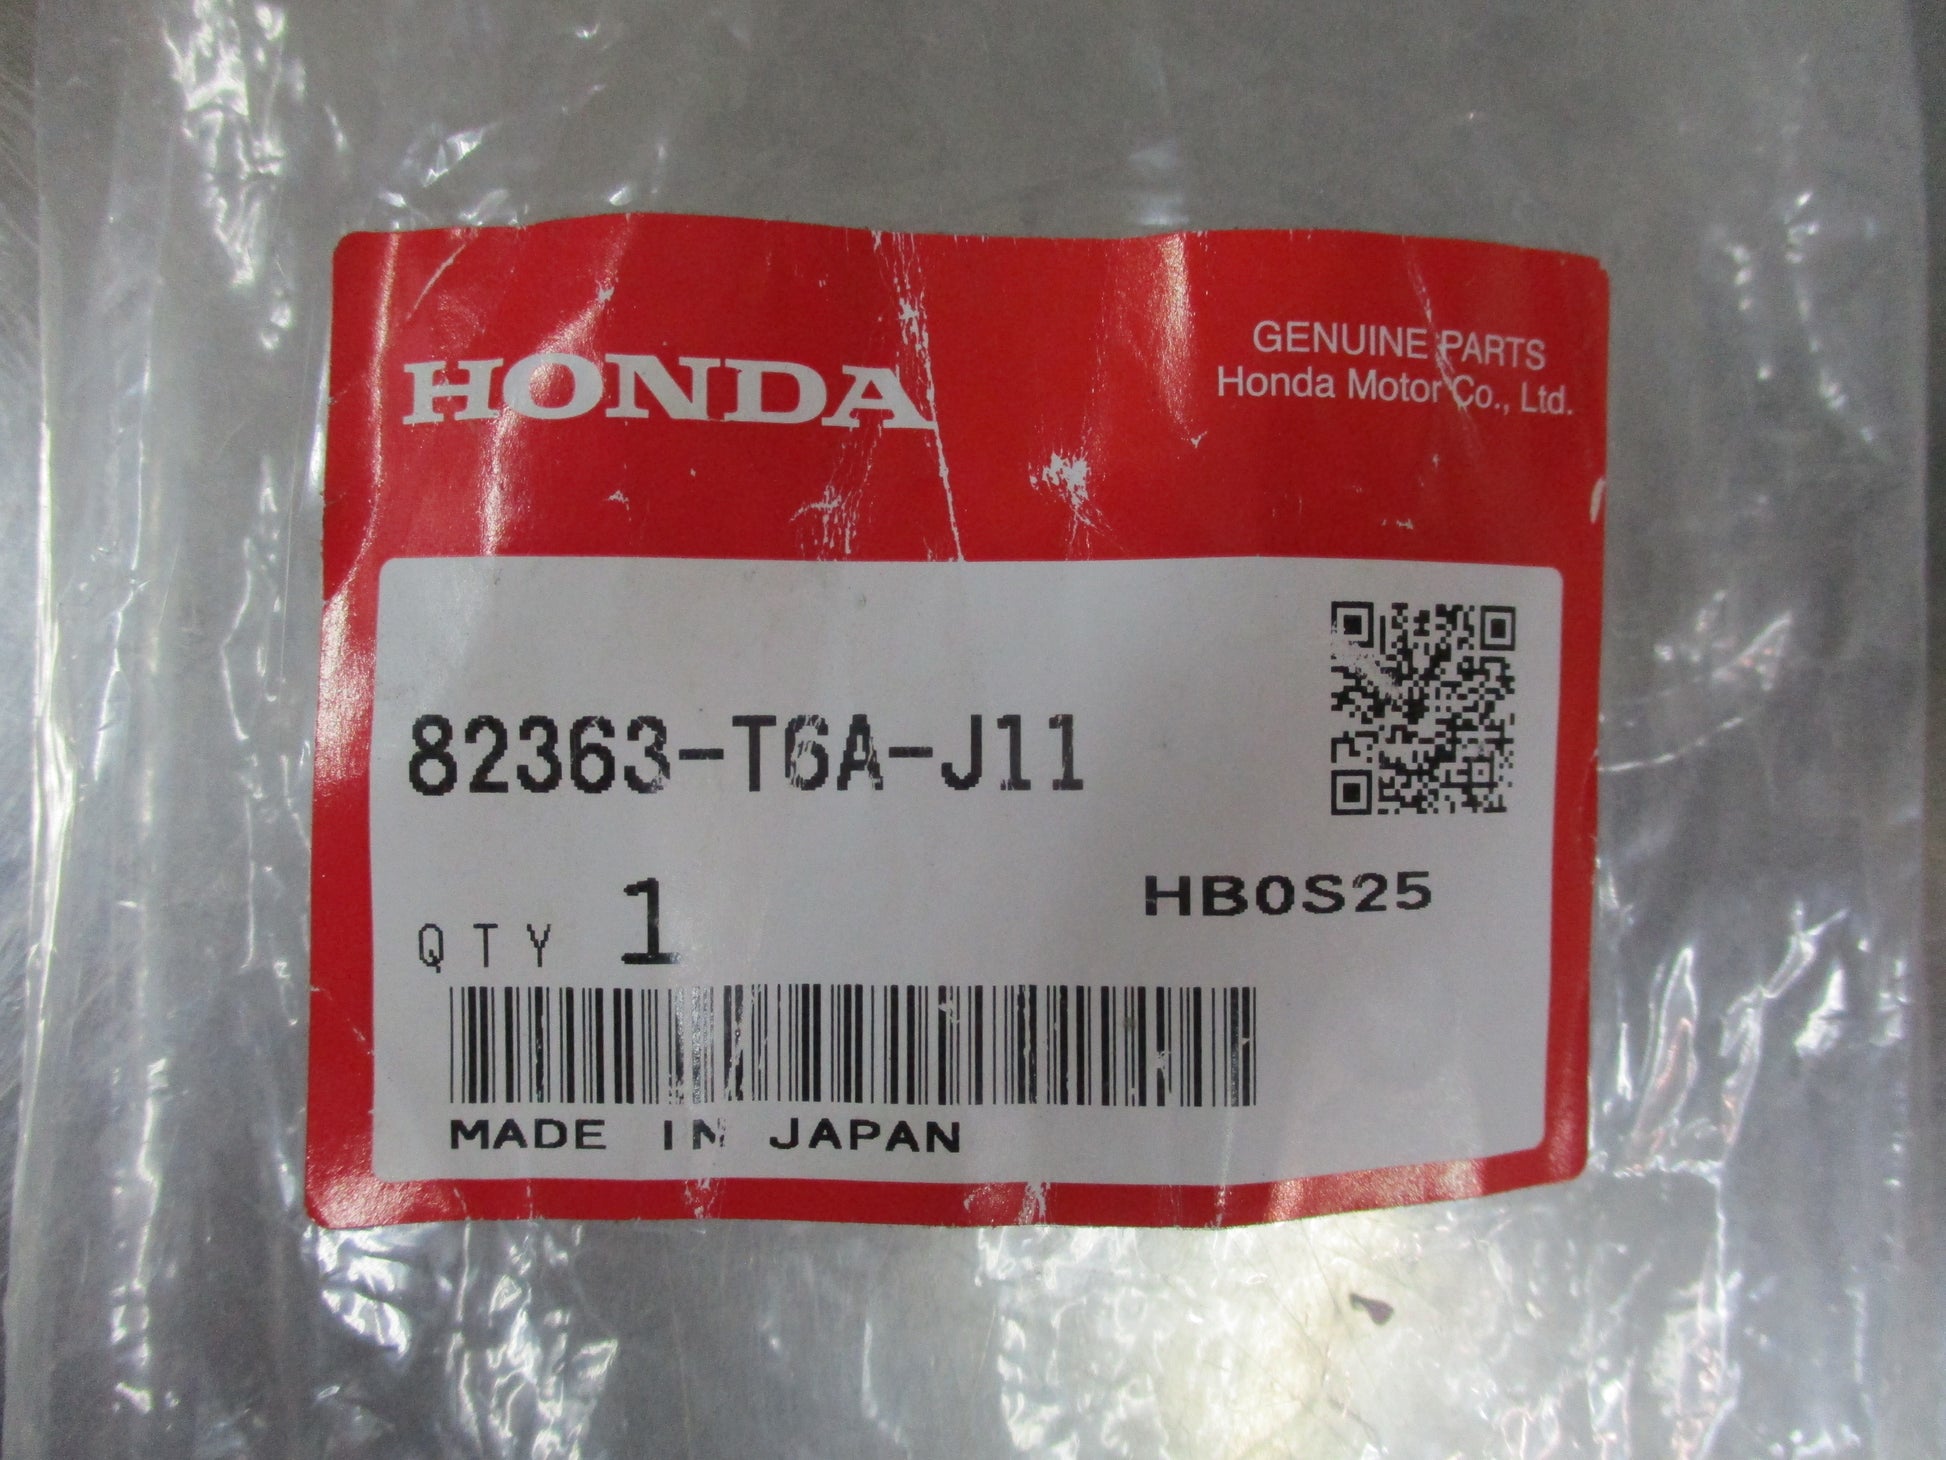 HONDA
GENUINE PARTS
Honda Motor Co., Ltd.
82363-T6A-J11
HB0S25
QTY 1
MADE IN JAPAN